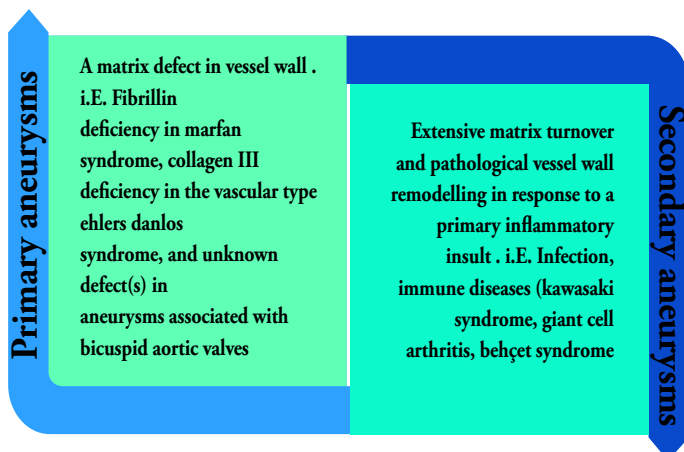 Primary aneurysms
A matrix defect in vessel wall .
i.E. Fibrillin
deficiency in marfan
syndrome, collagen III
deficiency in the vascular type
ehlers danlos
syndrome, and unknown
defect(s) in
aneurysms associated with
bicuspid aortic valves
Extensive matrix turnover
and pathological vessel wall
remodelling in response to a
primary inflammatory
insult . i.E. Infection,
immune diseases (kawasaki
syndrome, giant cell
arthritis, behçet syndrome
Secondary aneurysms